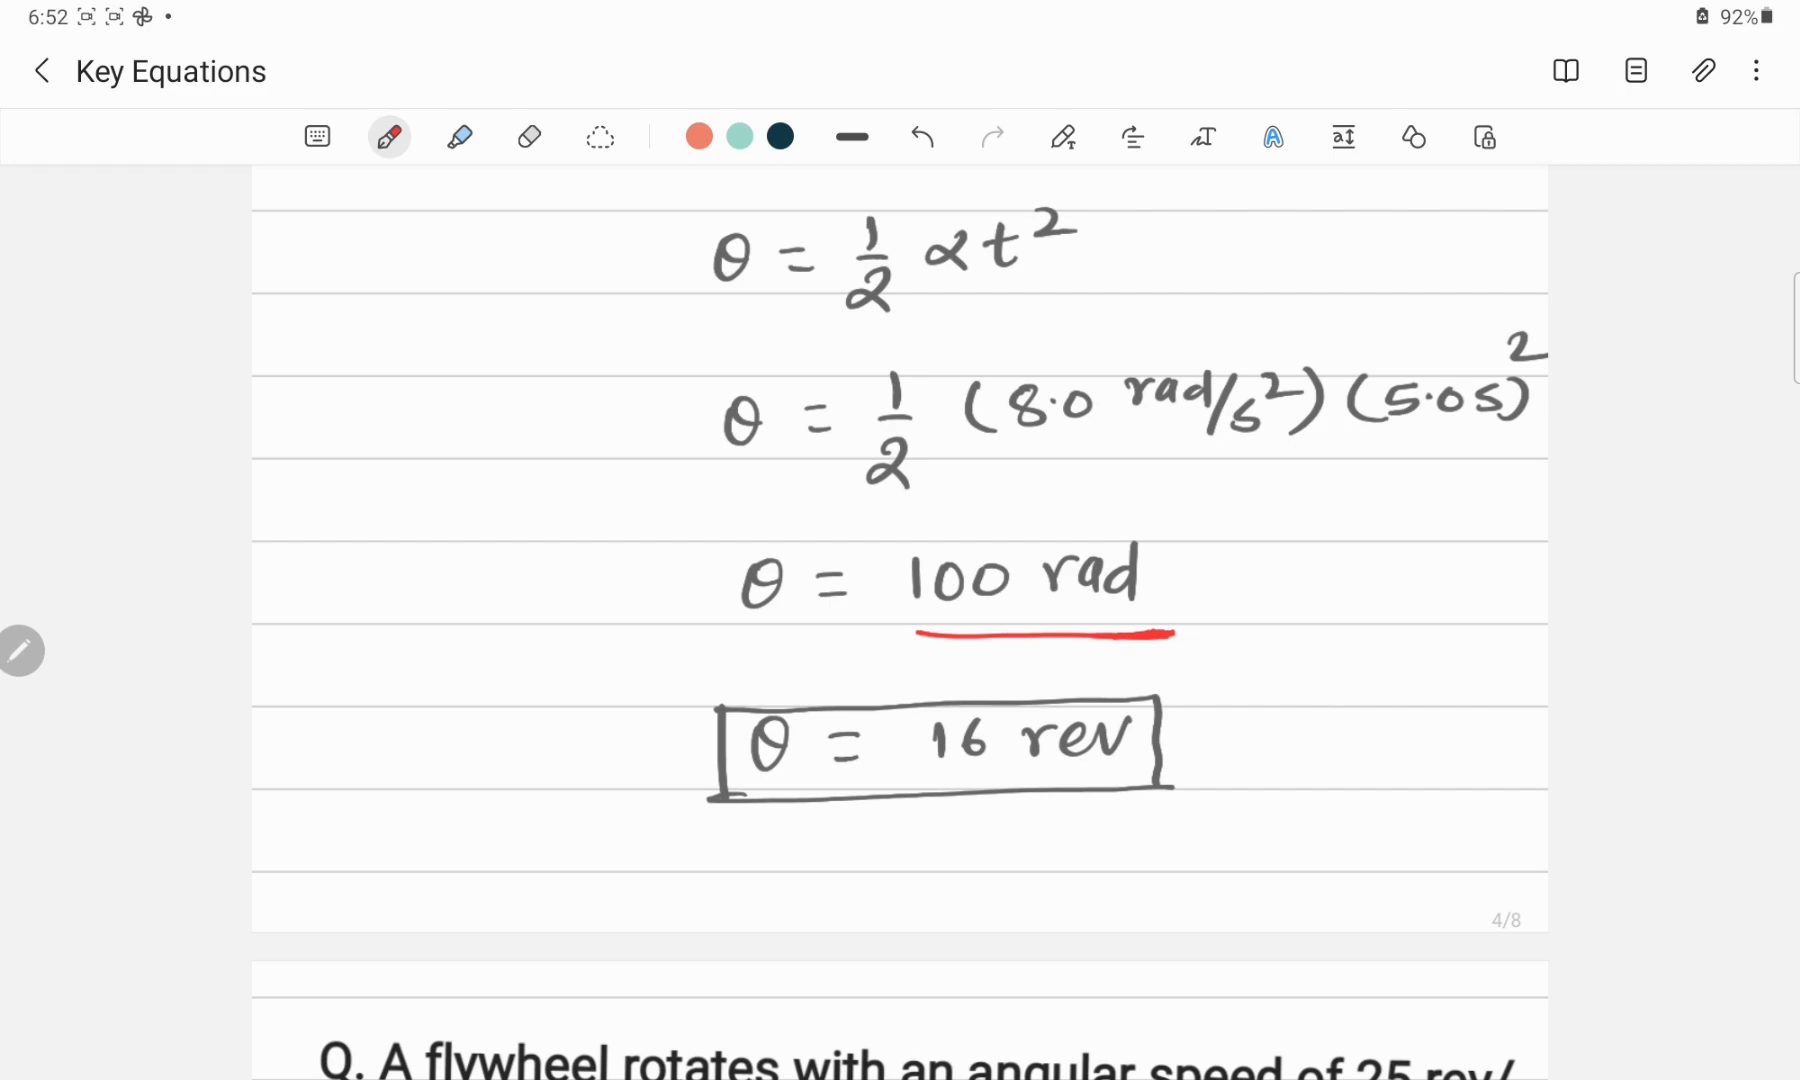 6:52
92%
Key Equations
θ = 1/2 α t²
θ = 1/2 (8.0 rad/s²) (5.0 s)²
θ = 100 rad
θ = 16 rev
4/8
Q. A flywheel rotates with an angular speed of 25 rev/